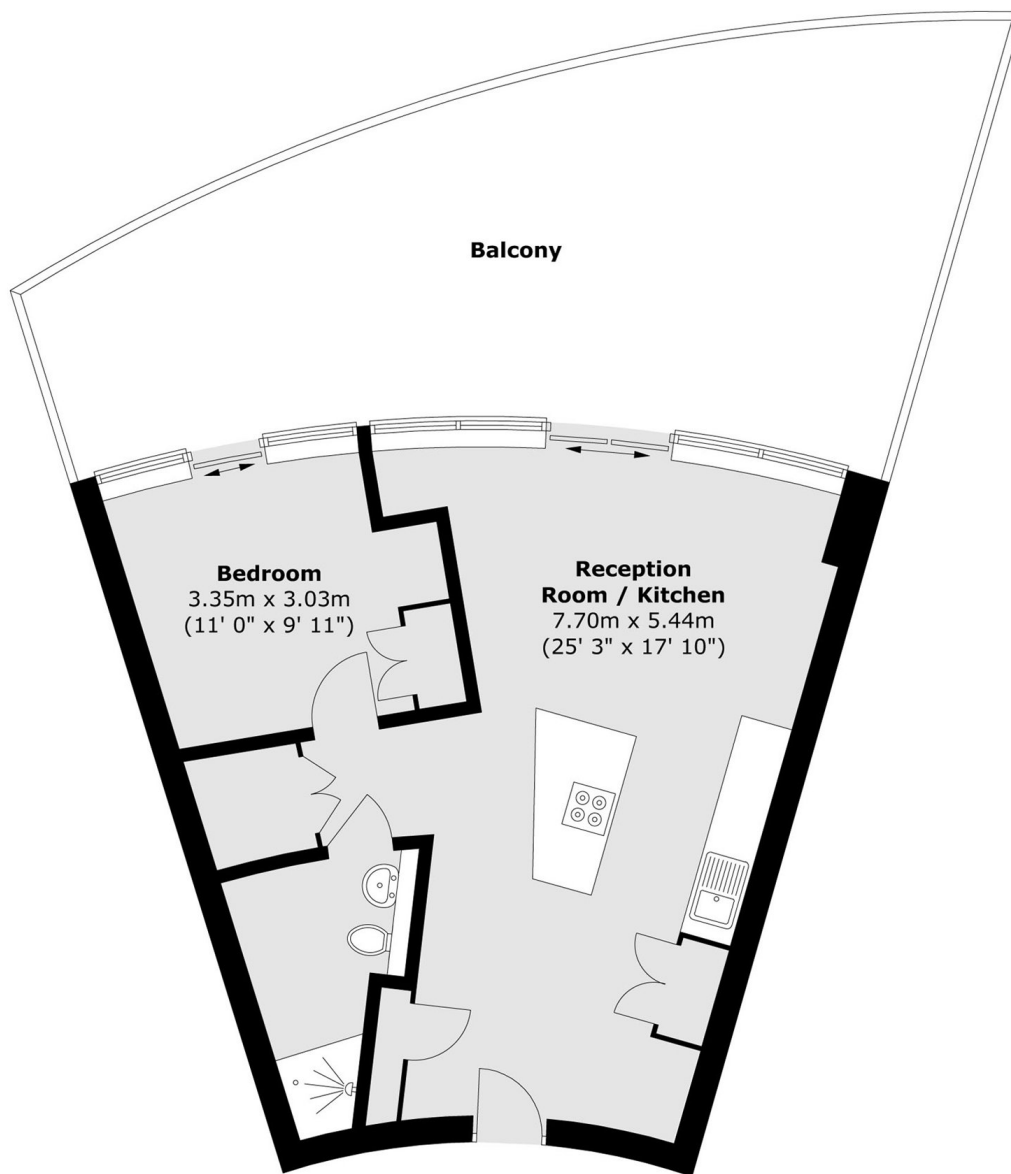 Balcony
Bedroom
3.35m x 3.03m
(11' 0" x 9' 11")
Reception
Room / Kitchen
7.70m x 5.44m
(25' 3" x 17' 10")